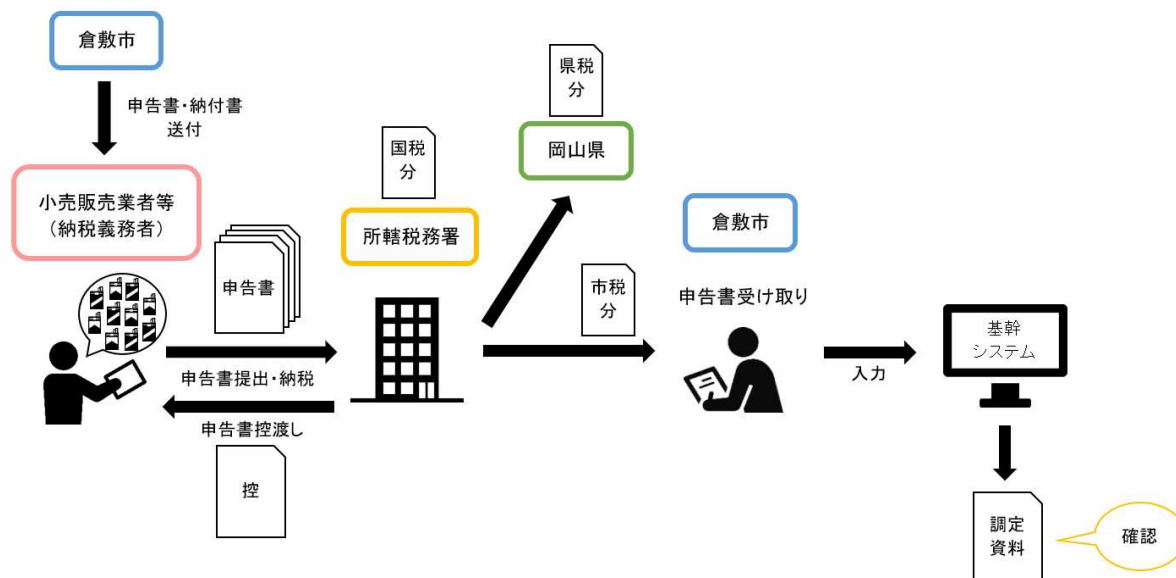 倉敷市
申告書・納付書
送付
小売販売業者等
（納税義務者）
申告書
申告書提出・納税
申告書控渡し
控
国税
分
所轄税務署
県税
分
岡山県
市税
分
倉敷市
申告書受け取り
入力
基幹
システム
調定
資料
確認